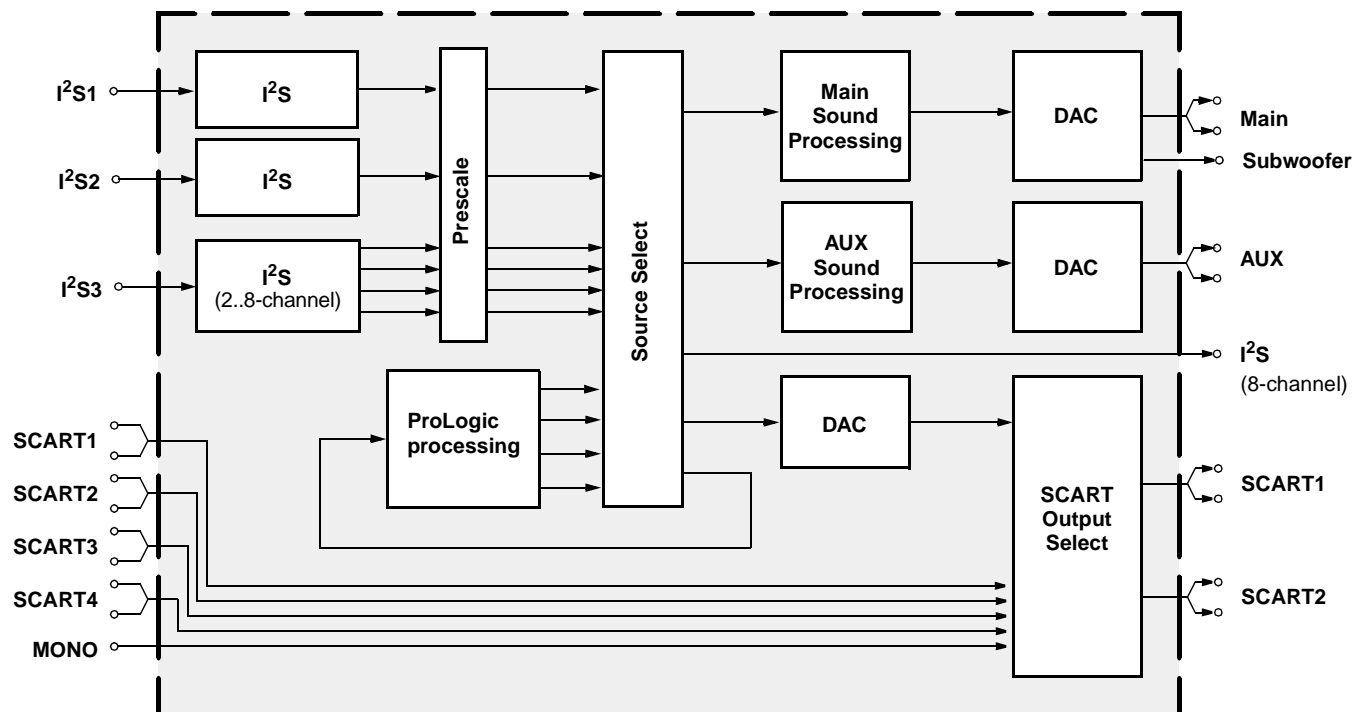 I²S1
I²S
I²S2
I²S
I²S3
I²S
(2..8-channel)
Prescale
Source Select
ProLogic
processing
Main
Sound
Processing
DAC
Main
Subwoofer
AUX
Sound
Processing
DAC
AUX
I²S
(8-channel)
DAC
SCART
Output
Select
SCART1
SCART2
SCART3
SCART4
MONO
SCART1
SCART2